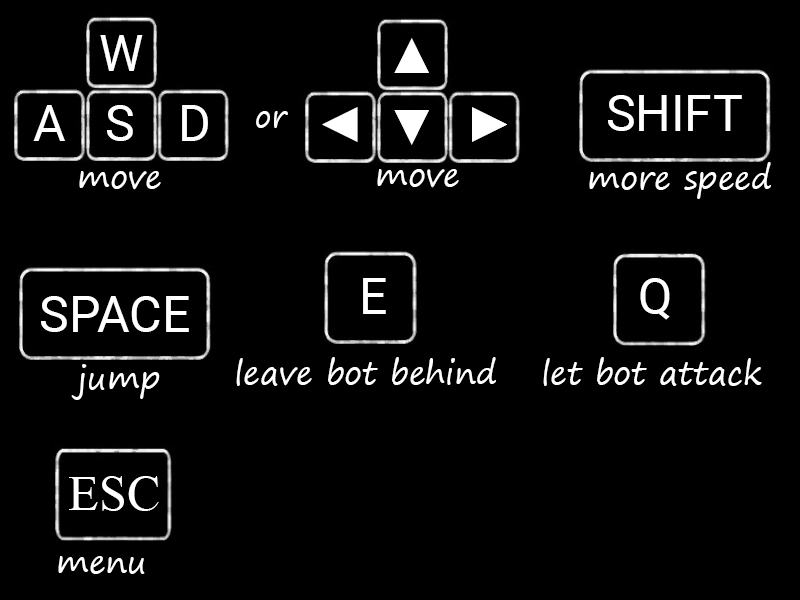 W
A S D or ◀ ▲ ▼ ▶ SHIFT
move move more speed
SPACE E Q
jump leave bot behind let bot attack
ESC
menu